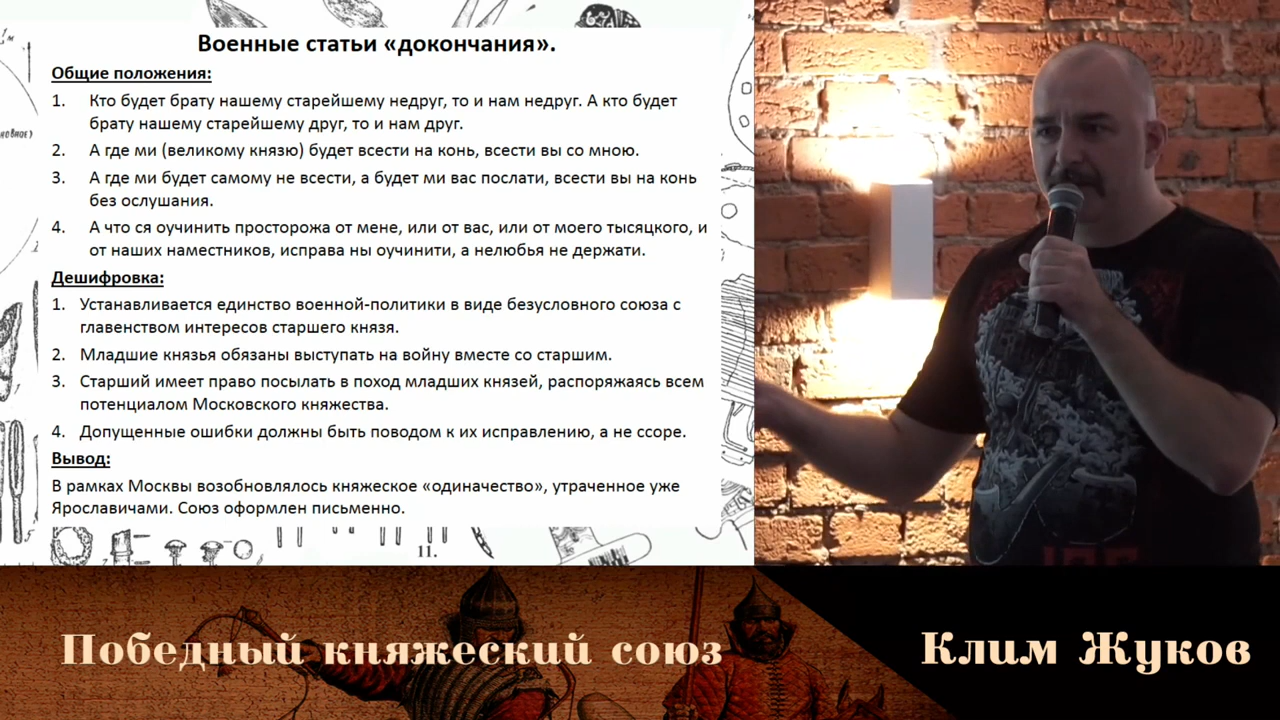 Военные статьи «докончания».
Общие положения:
1. Кто будет брату нашему старейшему недруг, то и нам недруг. А кто будет
брату нашему старейшему друг, то и нам друг.
2. А где ми (великому князю) будет всести на конь, всести вы со мною.
3. А где ми будет самому не всести, а будет ми вас послати, всести вы на конь
без ослушания.
4. А что ся оучинить просторожа от мене, или от вас, или от моего тысяцкого, и
от наших наместников, исправа ны оучинити, а нелюбья не держати.
Дешифровка:
1. Устанавливается единство военной-политики в виде безусловного союза с
главенством интересов старшего князя.
2. Младшие князья обязаны выступать на войну вместе со старшим.
3. Старший имеет право посылать в поход младших князей, распоряжаясь всем
потенциалом Московского княжества.
4. Допущенные ошибки должны быть поводом к их исправлению, а не ссоре.
Вывод:
В рамках Москвы возобновлялось княжеское «одиначество», утраченное уже
Ярославичами. Союз оформлен письменно.
11.
Победный княжеский союз
Клим Жуков